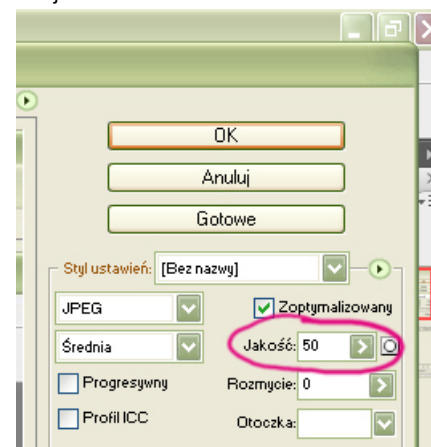 OK
Anuluj
Gotowe
Styl ustawień: [Bez nazwy]
JPEG Zoptymalizowany
Średnia Jakość: 50
Progresywny Rozmycie: 0
Profil ICC Otoczka: